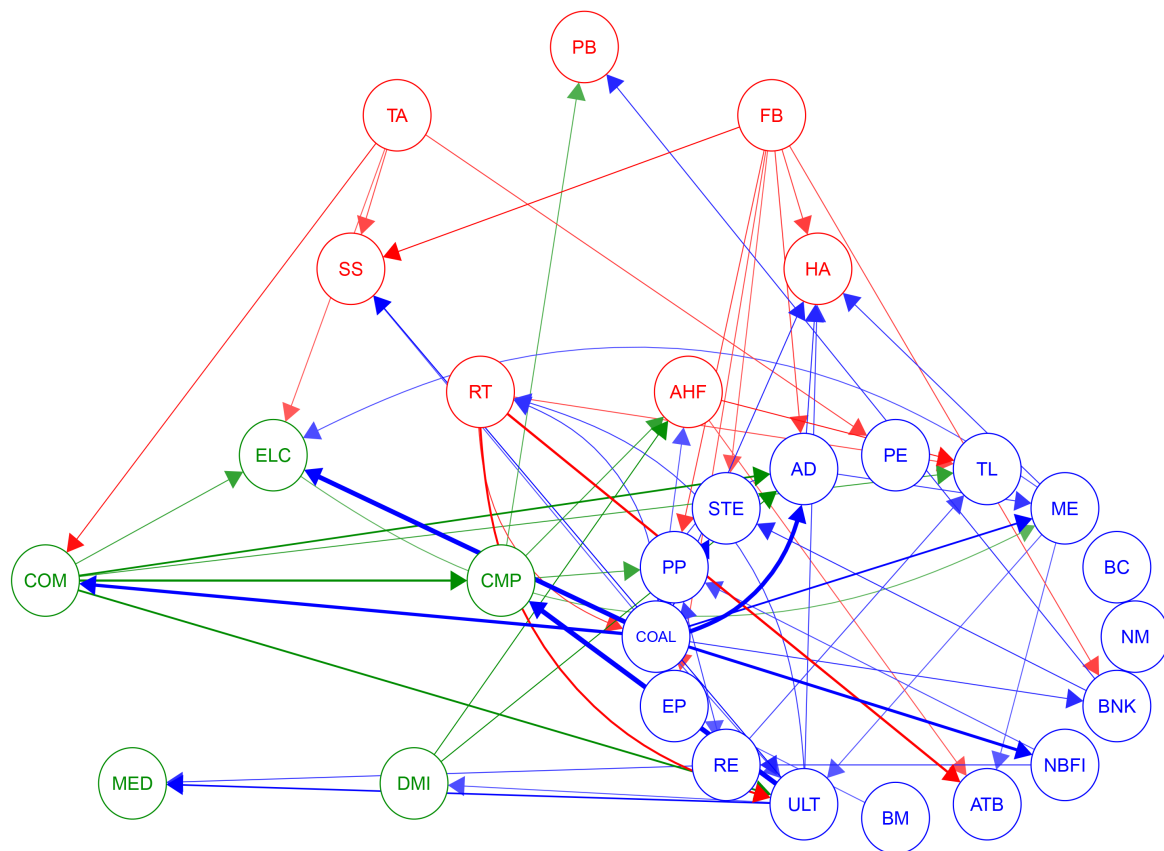 PB
TA
FB
SS
HA
RT
AHF
ELC
AD
PE
TL
STE
ME
COM
CMP
PP
BC
COAL
NM
EP
BNK
MED
DMI
RE
NBFI
ULT
BM
ATB